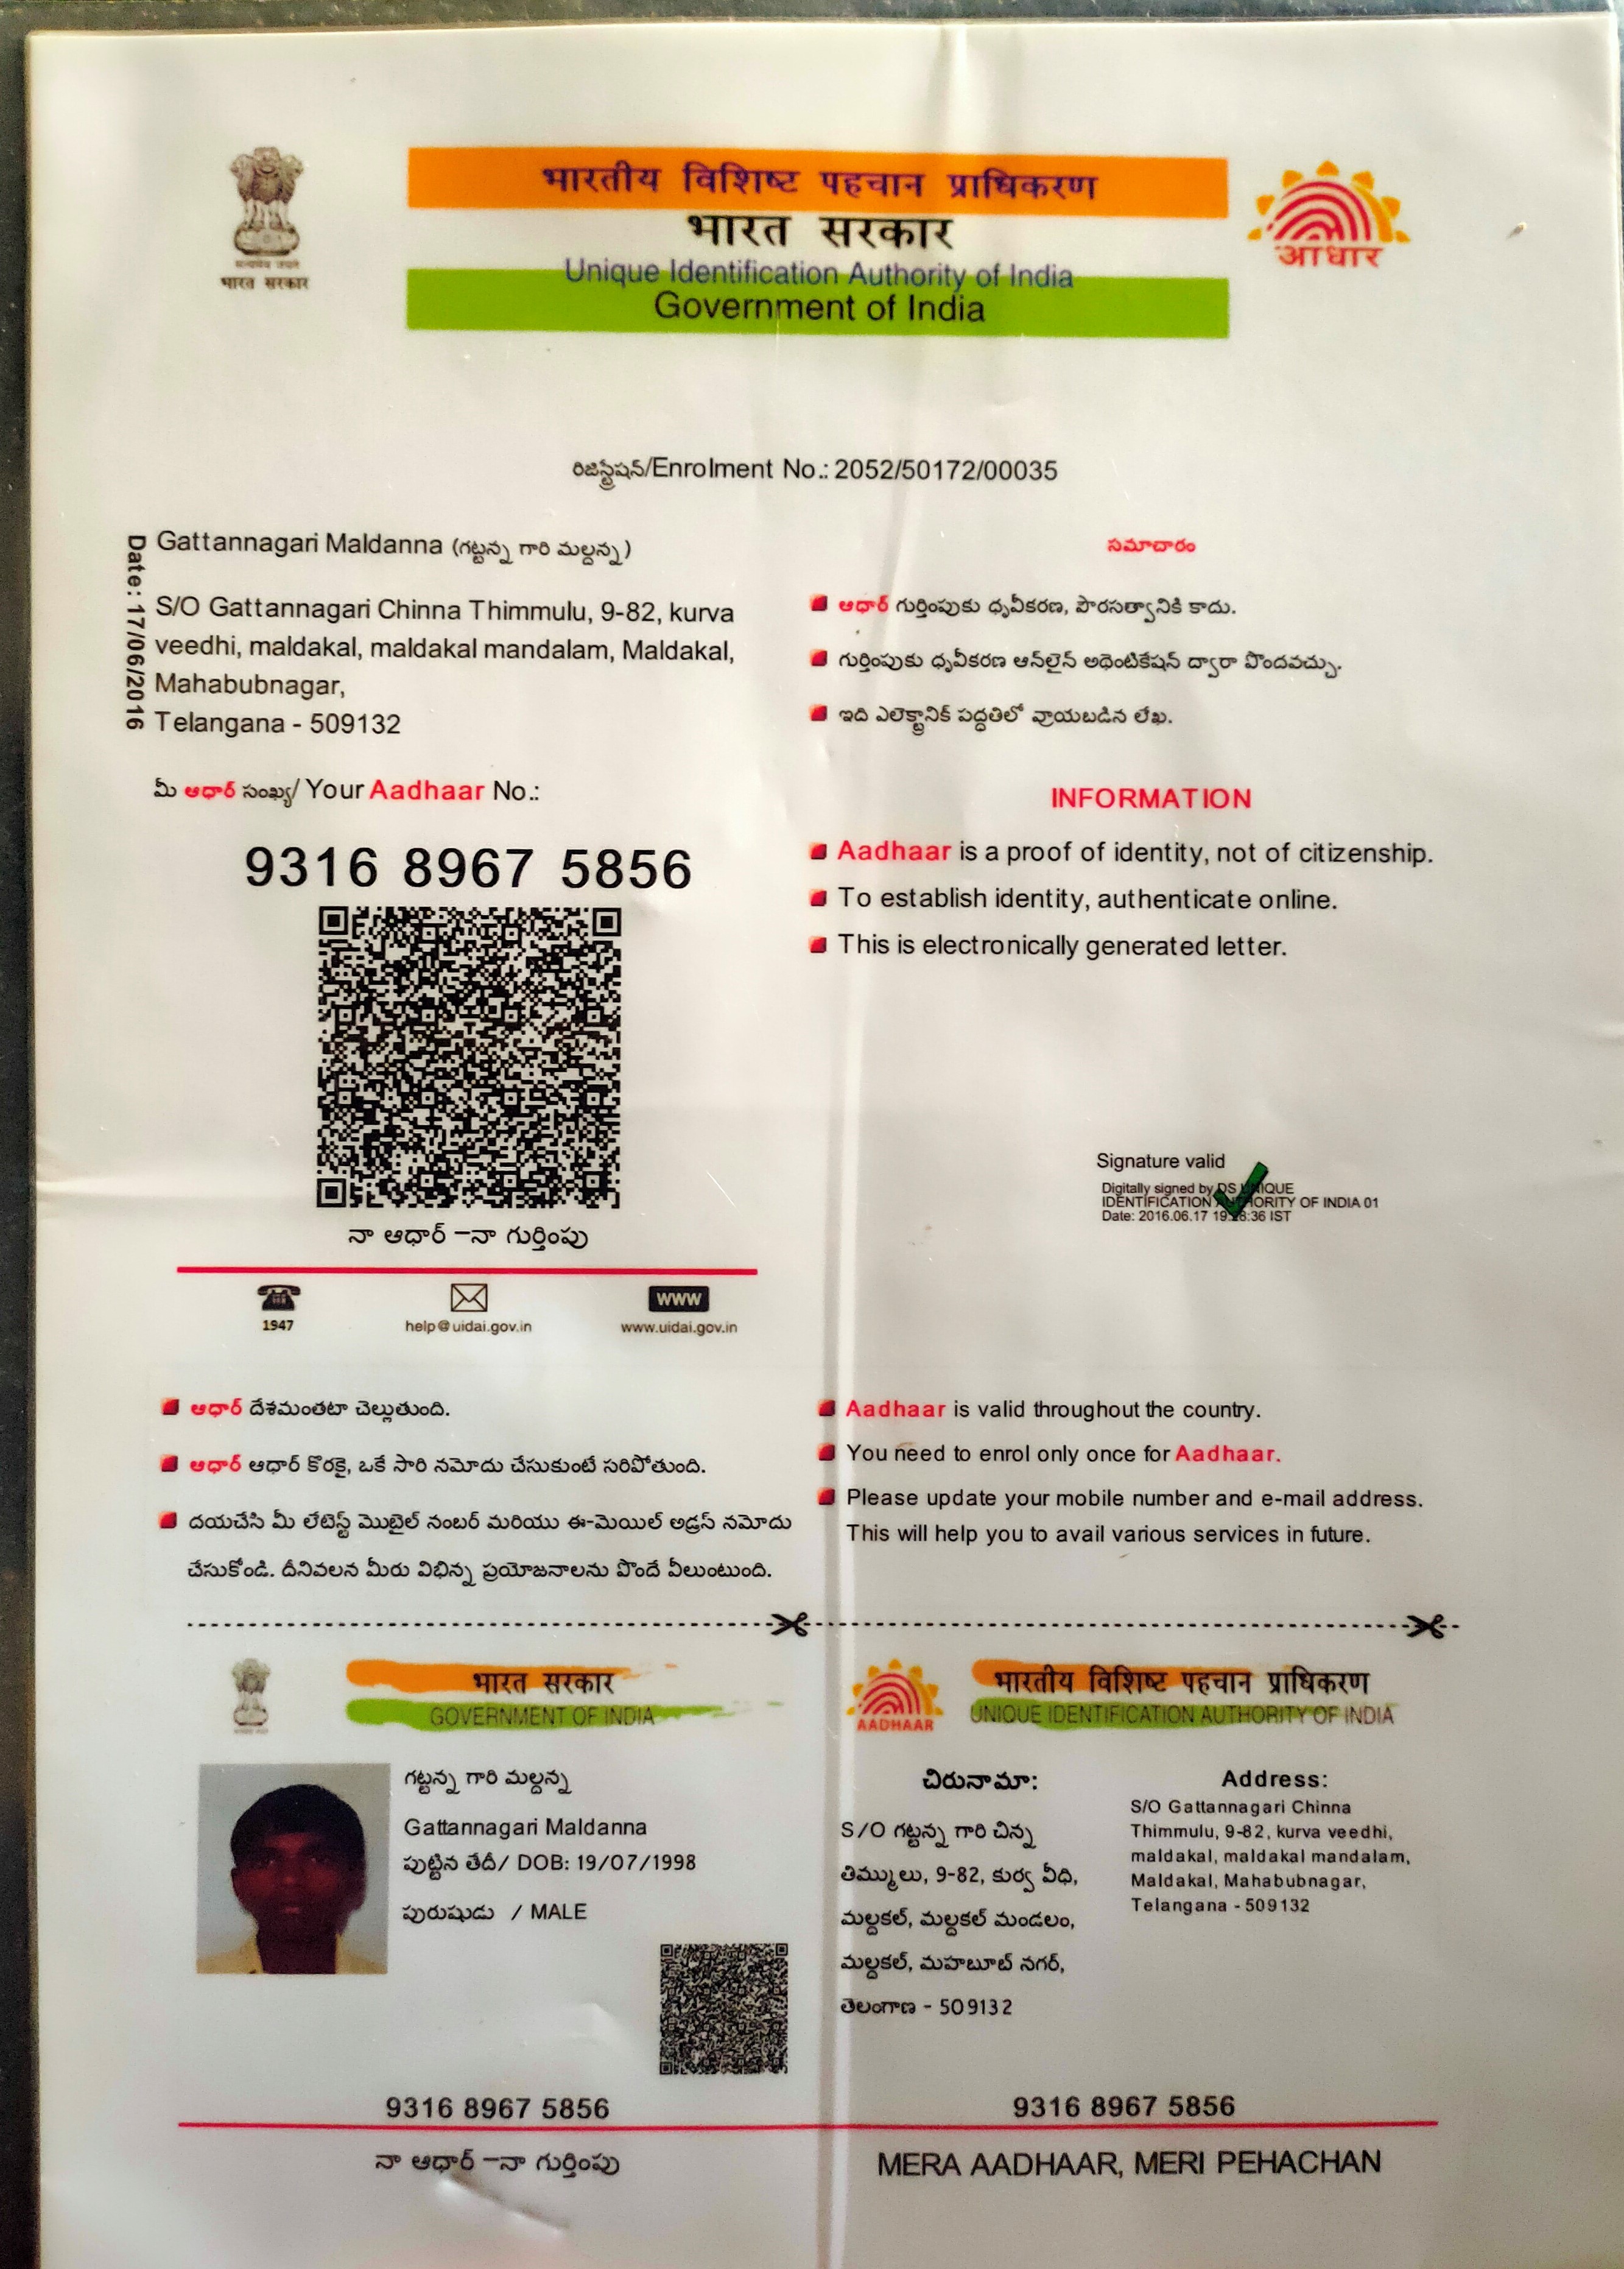 भारतीय विशिष्ट पहचान प्राधिकरण
भारत सरकार
Unique Identification Authority of India
Government of India
सत्यमेव जयते
भारत सरकार
आधार
రిజిస్ట్రేషన్/Enrolment No.: 2052/50172/00035
Date: 17/06/2016
Gattannagari Maldanna (గట్టన్న గారి మల్దన్న)
S/O Gattannagari Chinna Thimmulu, 9-82, kurva
veedhi, maldakal, maldakal mandalam, Maldakal,
Mahabubnagar,
Telangana - 509132
మీ ఆధార్ సంఖ్య/ Your Aadhaar No.:
9316 8967 5856
నా ఆధార్ –నా గుర్తింపు
1947
help@uidai.gov.in
www
www.uidai.gov.in
సమాచారం
ఆధార్ గుర్తింపుకు ధృవీకరణ, పౌరసత్వానికి కాదు.
గుర్తింపుకు ధృవీకరణ ఆన్‌లైన్ అథెంటికేషన్ ద్వారా పొందవచ్చు.
ఇది ఎలెక్ట్రానిక్ పద్ధతిలో వ్రాయబడిన లేఖ.
INFORMATION
Aadhaar is a proof of identity, not of citizenship.
To establish identity, authenticate online.
This is electronically generated letter.
Signature valid
Digitally signed by DS UNIQUE
IDENTIFICATION AUTHORITY OF INDIA 01
Date: 2016.06.17 IST
ఆధార్ దేశమంతటా చెల్లుతుంది.
ఆధార్ ఆధార్ కొరకై, ఒకే సారి నమోదు చేసుకుంటే సరిపోతుంది.
దయచేసి మీ లేటెస్ట్ మొబైల్ నంబర్ మరియు ఈ-మెయిల్ అడ్రస్ నమోదు
చేసుకోండి. దీనివలన మీరు విభిన్న ప్రయోజనాలను పొందే వీలుంటుంది.
Aadhaar is valid throughout the country.
You need to enrol only once for Aadhaar.
Please update your mobile number and e-mail address.
This will help you to avail various services in future.
भारत सरकार
GOVERNMENT OF INDIA
గట్టన్న గారి మల్దన్న
Gattannagari Maldanna
పుట్టిన తేదీ/ DOB: 19/07/1998
పురుషుడు / MALE
9316 8967 5856
నా ఆధార్ –నా గుర్తింపు
AADHAAR
भारतीय विशिष्ट पहचान प्राधिकरण
UNIQUE IDENTIFICATION AUTHORITY OF INDIA
చిరునామా:
S/O గట్టన్న గారి చిన్న
తిమ్ములు, 9-82, కుర్వ వీధి,
మల్దకల్, మల్దకల్ మండలం,
మల్దకల్, మహబూబ్ నగర్,
తెలంగాణ - 509132
Address:
S/O Gattannagari Chinna
Thimmulu, 9-82, kurva veedhi,
maldakal, maldakal mandalam,
Maldakal, Mahabubnagar,
Telangana - 509132
9316 8967 5856
MERA AADHAAR, MERI PEHACHAN